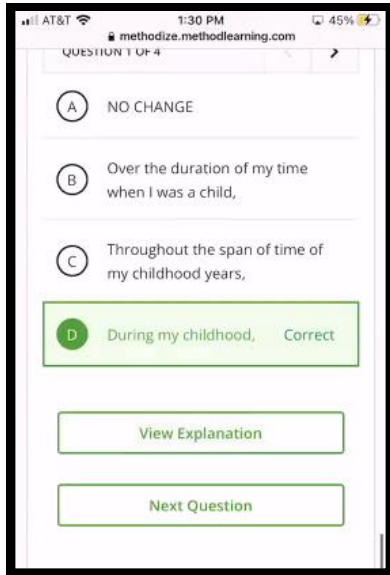 AT&T 1:30 PM 45%
methodize.methodlearning.com
QUESTION 1 OF 4
A NO CHANGE
B Over the duration of my time
when I was a child,
C Throughout the span of time of
my childhood years,
D During my childhood, Correct
View Explanation
Next Question